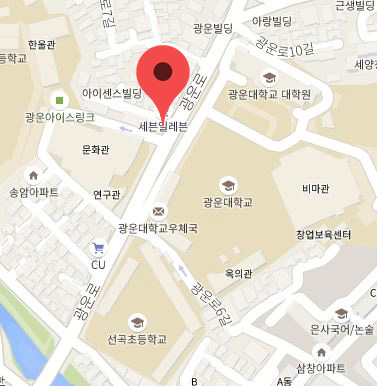 한울관
등학교
광운빌딩
아랑빌딩
근생빌딩
광운로10길
세양
아이센스빌딩
광운로
광운대학교 대학원
광운아이스링크
세븐일레븐
문화관
송암아파트
연구관
광운대학교
비마관
광운대학교우체국
창업보육센터
CU
옥의관
광운로
광운로6길
선곡초등학교
은사국어/논술
삼창아파트
B
A동